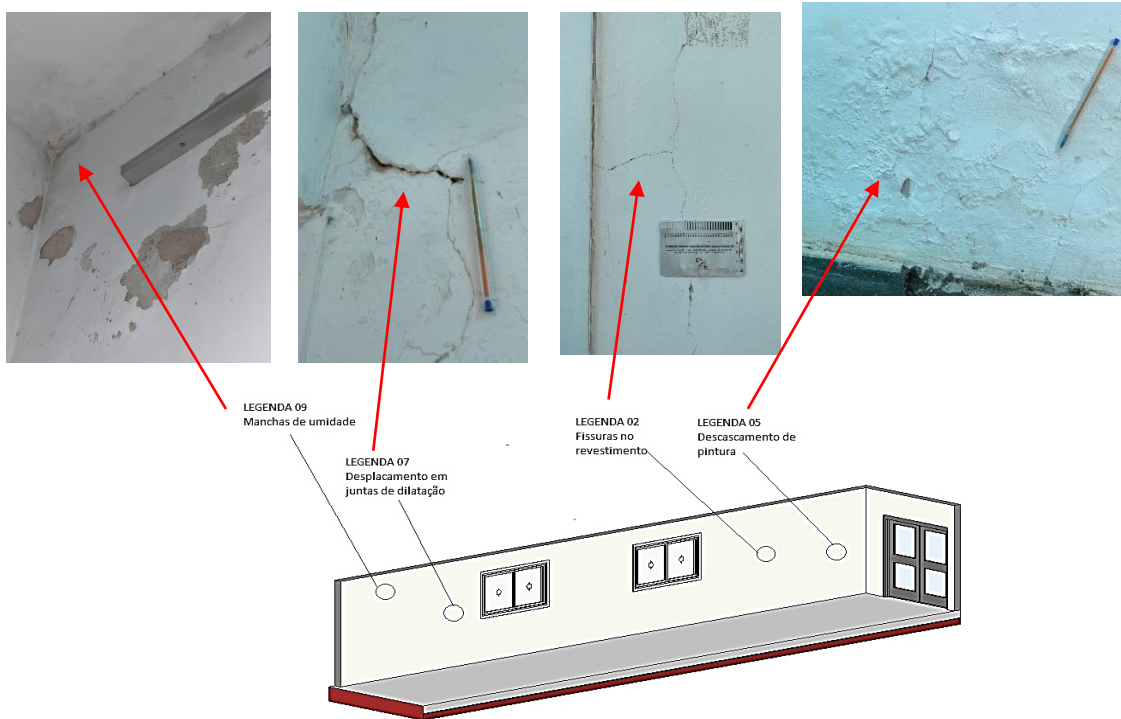 LEGENDA 09
Manchas de umidade
LEGENDA 07
Desplacamento em
juntas de dilatação
LEGENDA 02
Fissuras no
revestimento
LEGENDA 05
Descascamento de
pintura